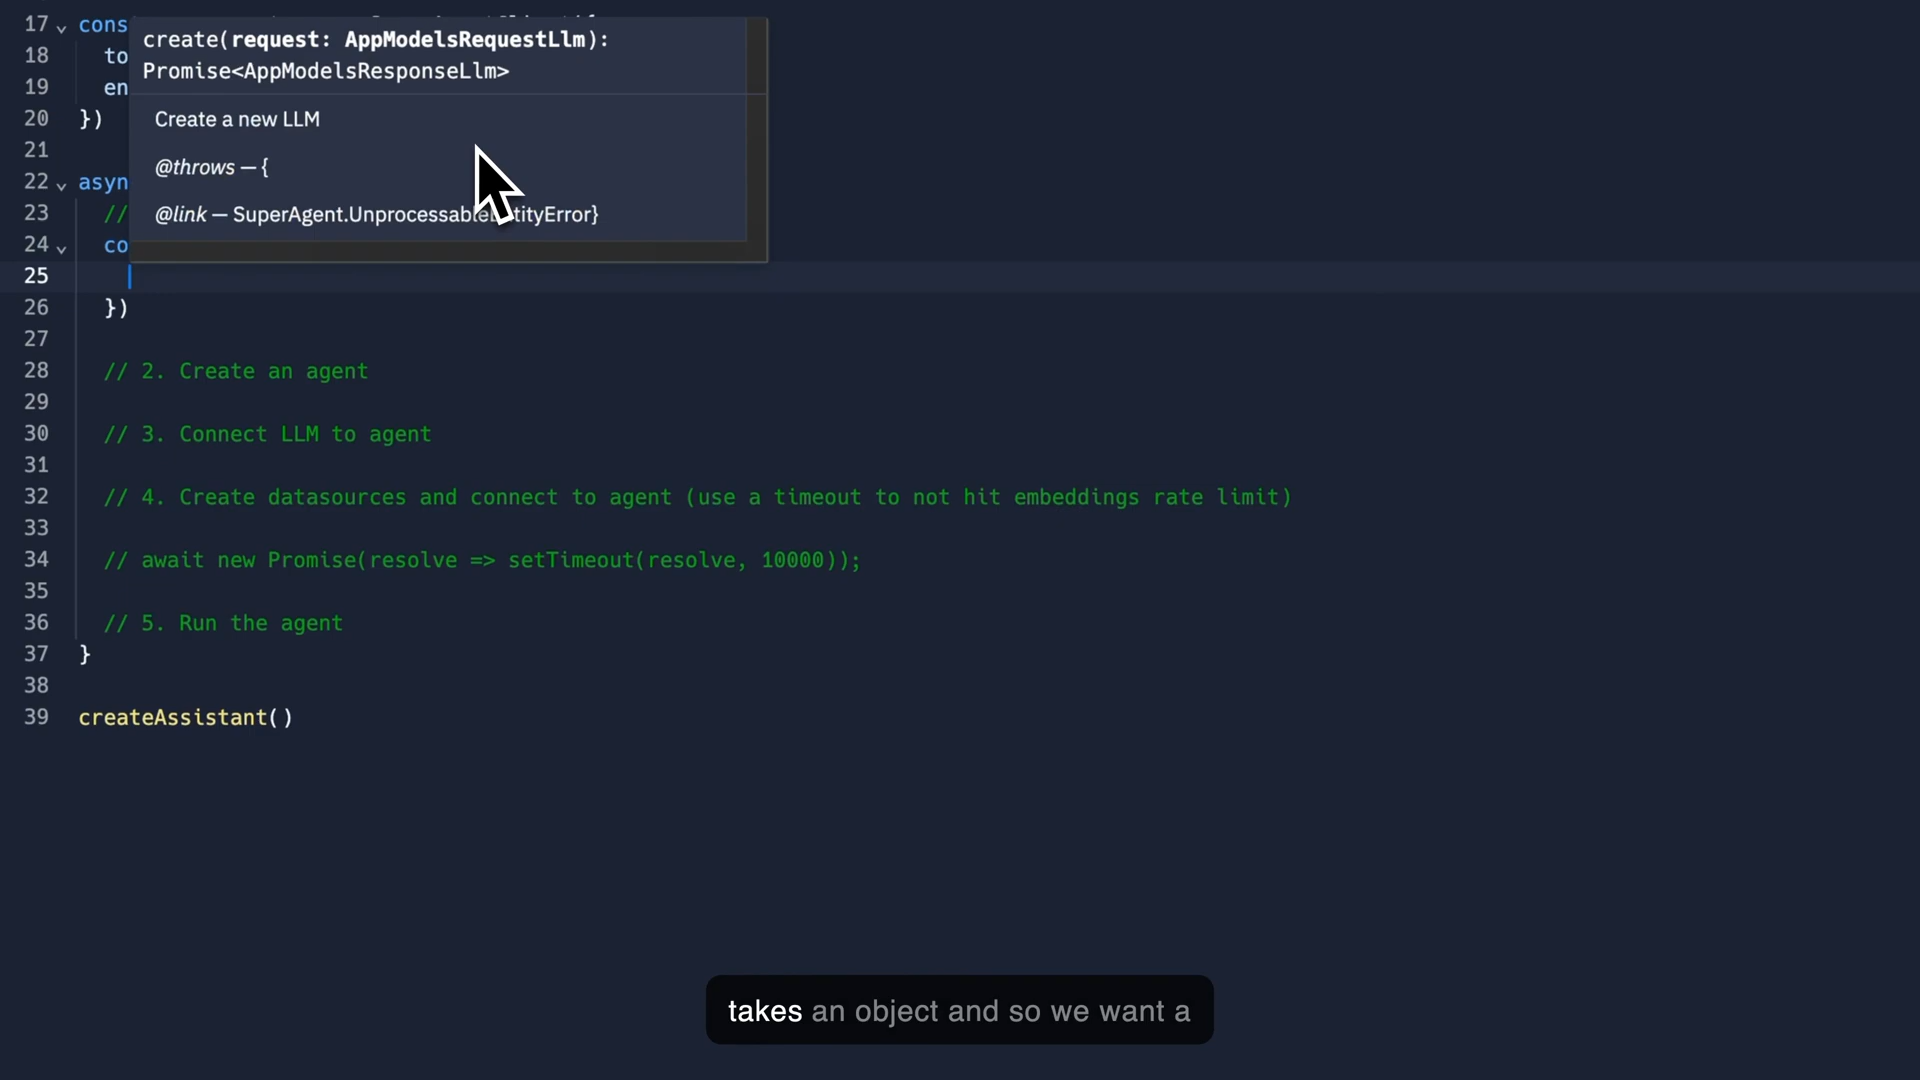 17 cons
create(request: AppModelsRequestLlm):
18 to
Promise<AppModelsResponseLlm>
19 en
20 })
Create a new LLM
21
@throws — {
22 asyn
23 //
@link — SuperAgent.UnprocessableEntityError}
24 co
25
26 })
27
28 // 2. Create an agent
29
30 // 3. Connect LLM to agent
31
32 // 4. Create datasources and connect to agent (use a timeout to not hit embeddings rate limit)
33
34 // await new Promise(resolve => setTimeout(resolve, 10000));
35
36 // 5. Run the agent
37 }
38
39 createAssistant()
takes an object and so we want a